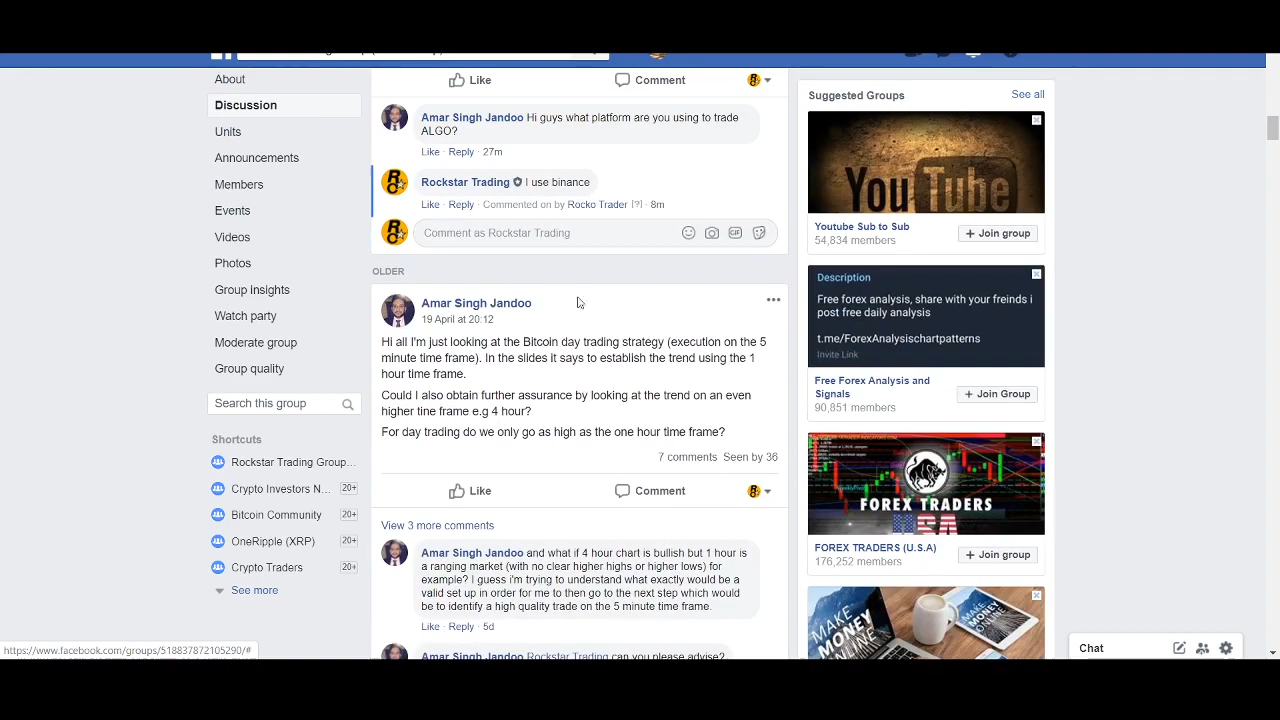 About
Discussion
Units
Announcements
Members
Events
Videos
Photos
Group insights
Watch party
Moderate group
Group quality
Search this group
Shortcuts
Rockstar Trading Group...
Crypto Investors N... 20+
Bitcoin Community 20+
OneRipple (XRP) 20+
Crypto Traders 20+
See more
https://www.facebook.com/groups/518837872105290/#
Like Comment
Amar Singh Jandoo Hi guys what platform are you using to trade
ALGO?
Like · Reply · 27m
Rockstar Trading I use binance
Like · Reply · Commented on by Rocko Trader [?] · 8m
Comment as Rockstar Trading
GIF
OLDER
Amar Singh Jandoo
19 April at 20:12
Hi all I'm just looking at the Bitcoin day trading strategy (execution on the 5
minute time frame). In the slides it says to establish the trend using the 1
hour time frame.
Could I also obtain further assurance by looking at the trend on an even
higher tine frame e.g 4 hour?
For day trading do we only go as high as the one hour time frame?
7 comments Seen by 36
Like Comment
View 3 more comments
Amar Singh Jandoo and what if 4 hour chart is bullish but 1 hour is
a ranging market (with no clear higher highs or higher lows) for
example? I guess i'm trying to understand what exactly would be a
valid set up in order for me to then go to the next step which would
be to identify a high quality trade on the 5 minute time frame.
Like · Reply · 5d
Amar Singh Jandoo Rockstar Trading can you please advise?
Suggested Groups See all
You Tube
Youtube Sub to Sub
54,834 members
+ Join group
Description
Free forex analysis, share with your freinds i
post free daily analysis
t.me/ForexAnalysischartpatterns
Invite Link
Free Forex Analysis and
Signals
90,851 members
+ Join Group
FOREX TRADERS
USA
FOREX TRADERS (U.S.A)
176,252 members
+ Join group
MAKE
MONEY
ONLINE
MAKE
MONEY
ONLINE
Chat